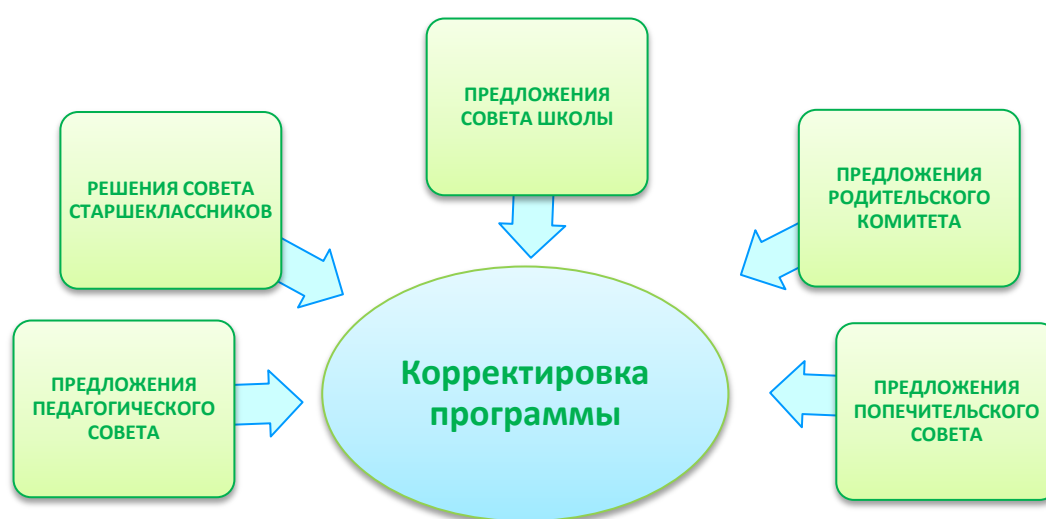 ПРЕДЛОЖЕНИЯ
СОВЕТА ШКОЛЫ
РЕШЕНИЯ СОВЕТА
СТАРШЕКЛАССНИКОВ
ПРЕДЛОЖЕНИЯ
РОДИТЕЛЬСКОГО
КОМИТЕТА
ПРЕДЛОЖЕНИЯ
ПЕДАГОГИЧЕСКОГО
СОВЕТА
Корректировка
программы
ПРЕДЛОЖЕНИЯ
ПОПЕЧИТЕЛЬСКОГО
СОВЕТА